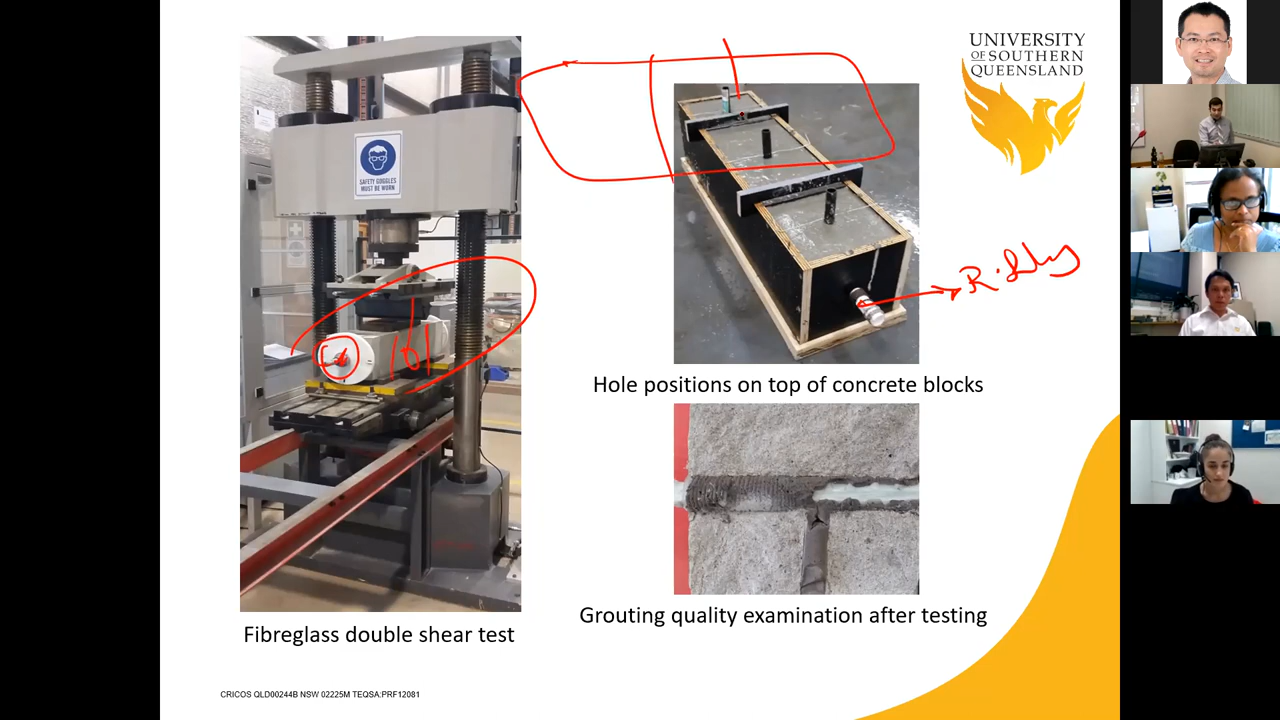 UNIVERSITY
OF SOUTHERN
QUEENSLAND
SAFETY GOGGLES
MUST BE WORN
Hole positions on top of concrete blocks
Grouting quality examination after testing
Fibreglass double shear test
CRICOS QLD00244B NSW 02225M TEQSA:PRF12081